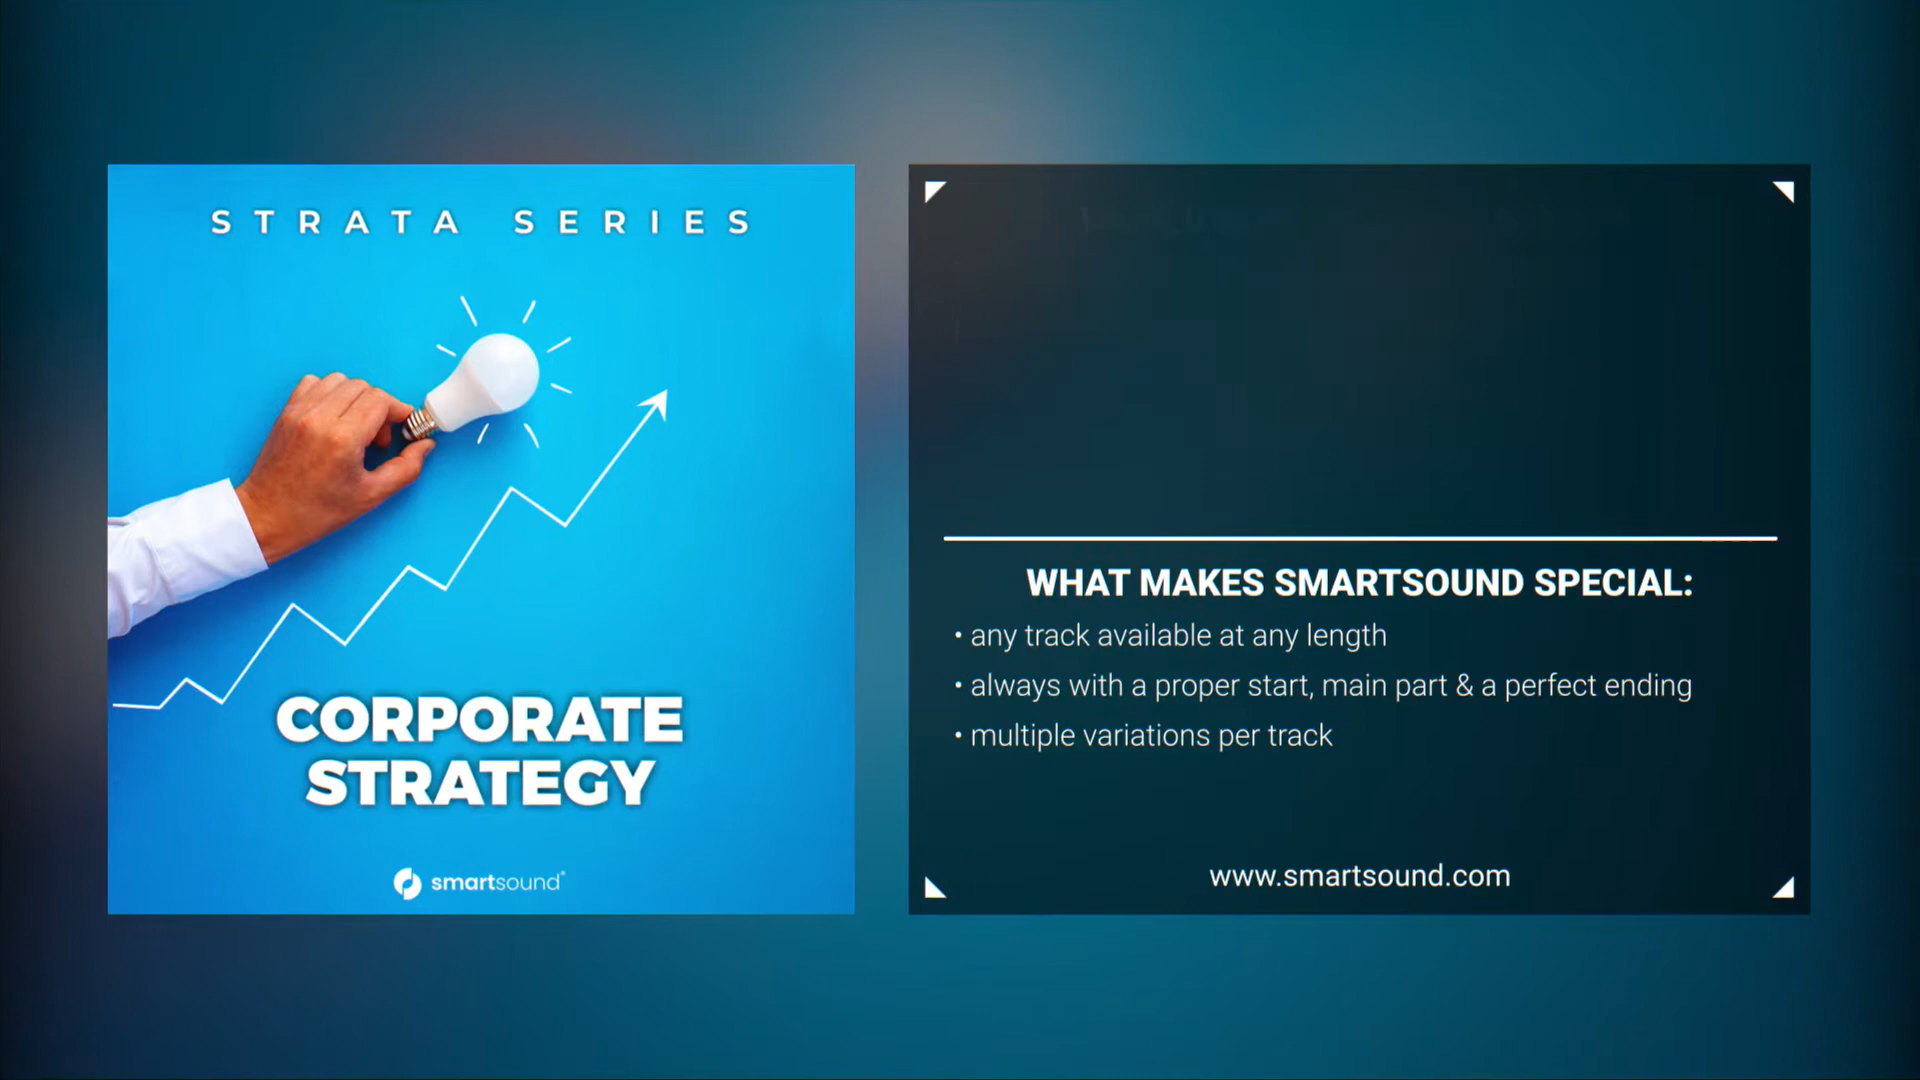 STRATA SERIES
CORPORATE
STRATEGY
smartsound®
WHAT MAKES SMARTSOUND SPECIAL:
• any track available at any length
• always with a proper start, main part & a perfect ending
• multiple variations per track
www.smartsound.com